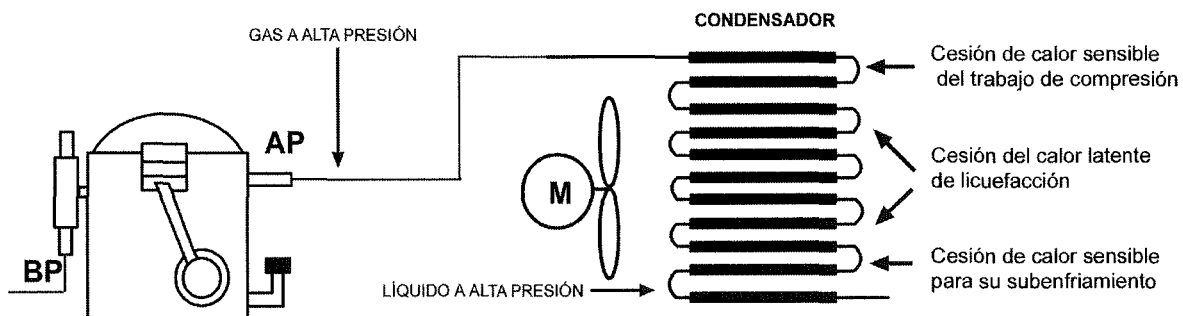 CONDENSADOR
GAS A ALTA PRESIÓN
Cesión de calor sensible
del trabajo de compresión
AP
Cesión del calor latente
de licuefacción
M
BP
Cesión de calor sensible
para su subenfriamiento
LÍQUIDO A ALTA PRESIÓN